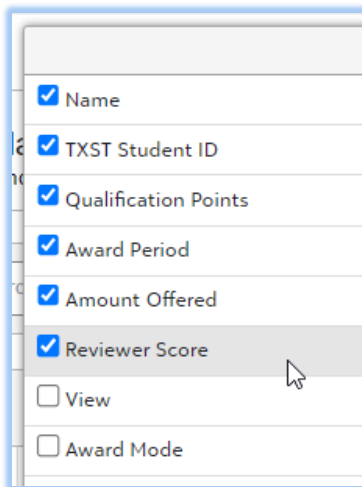 Name
TXST Student ID
Qualification Points
Award Period
Amount Offered
Reviewer Score
View
Award Mode